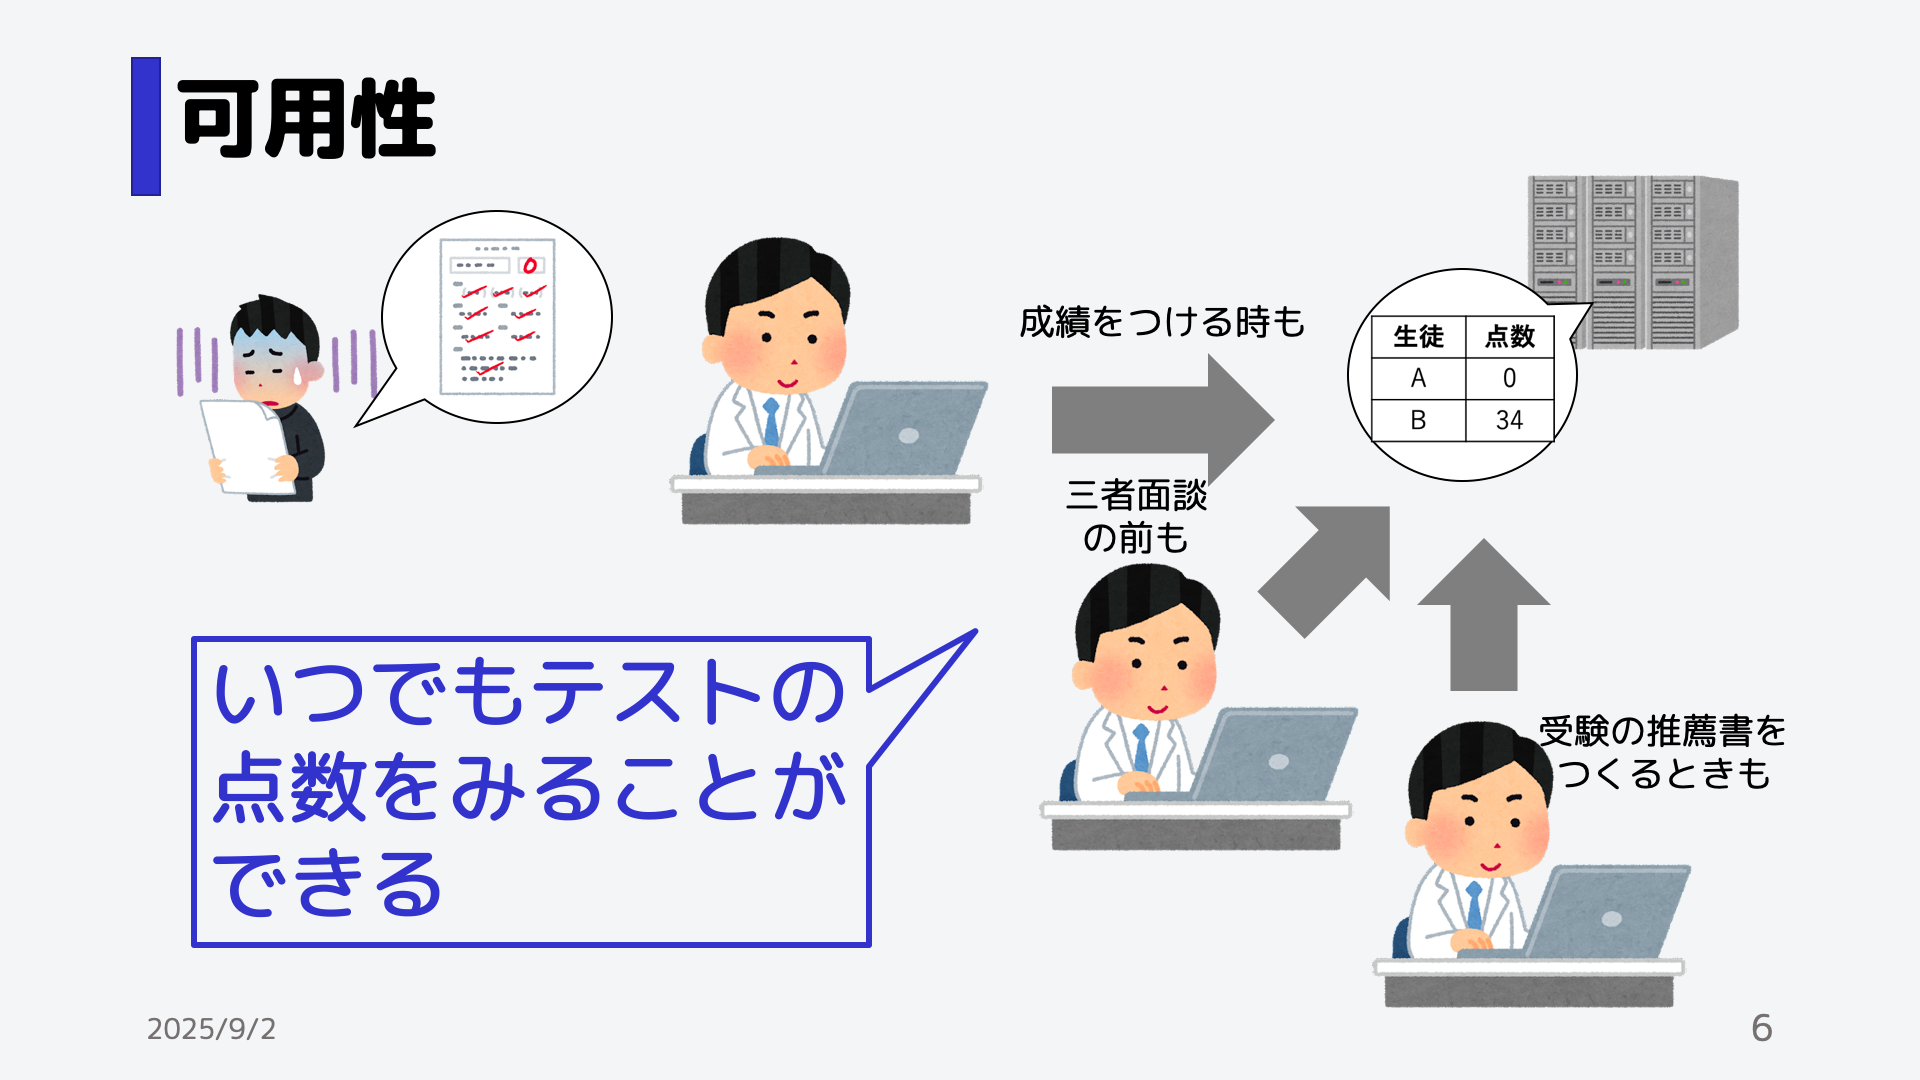 可用性
0
成績をつける時も
生徒 点数
A 0
B 34
三者面談
の前も
いつでもテストの
点数をみることが
できる
受験の推薦書を
つくるときも
2025/9/2
6